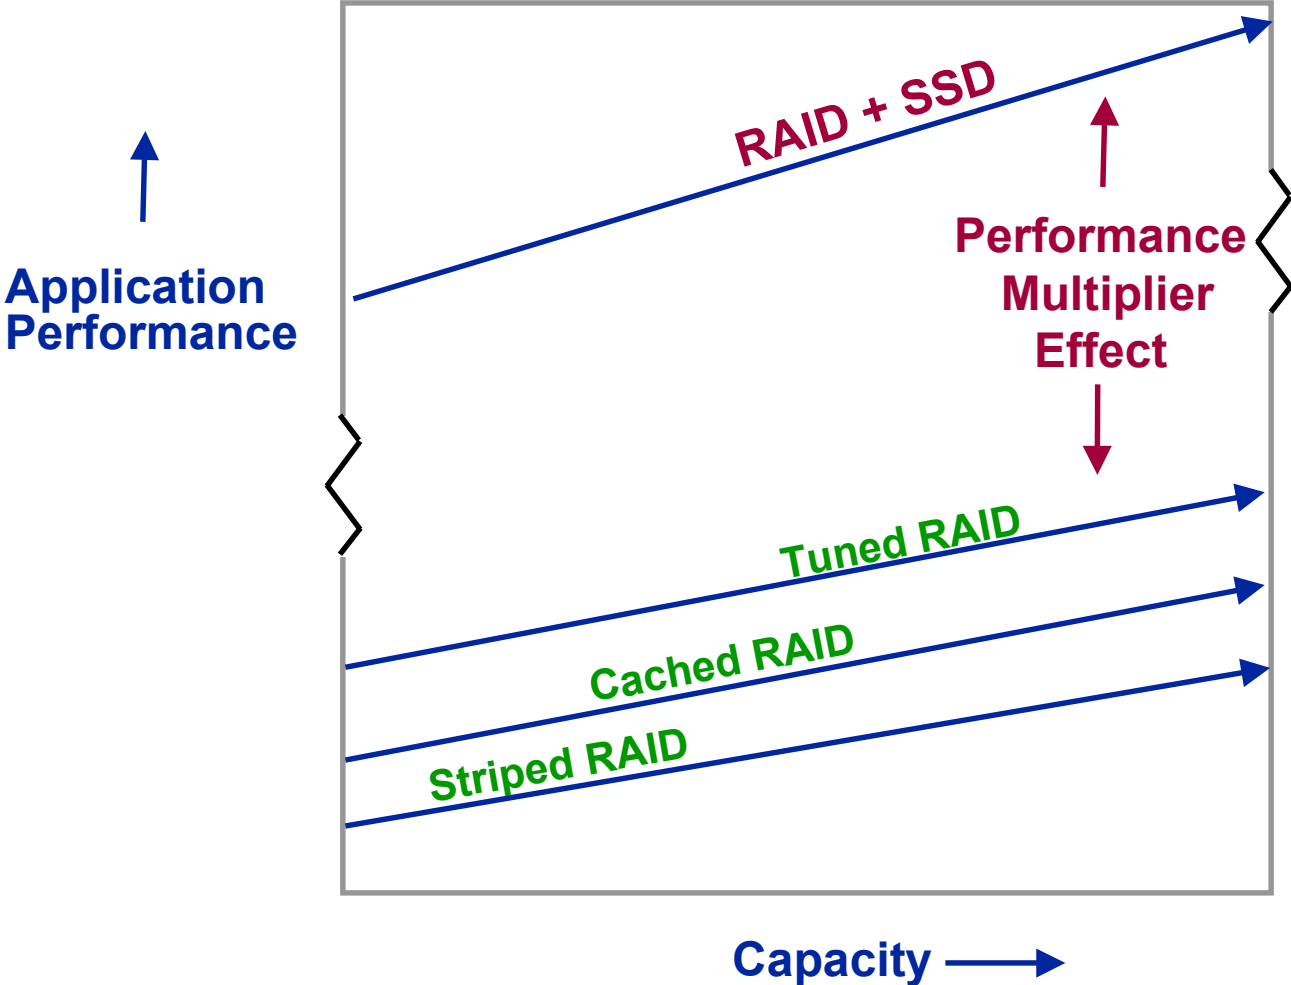 RAID + SSD
Application
Performance
Performance
Multiplier
Effect
Tuned RAID
Cached RAID
Striped RAID
Capacity